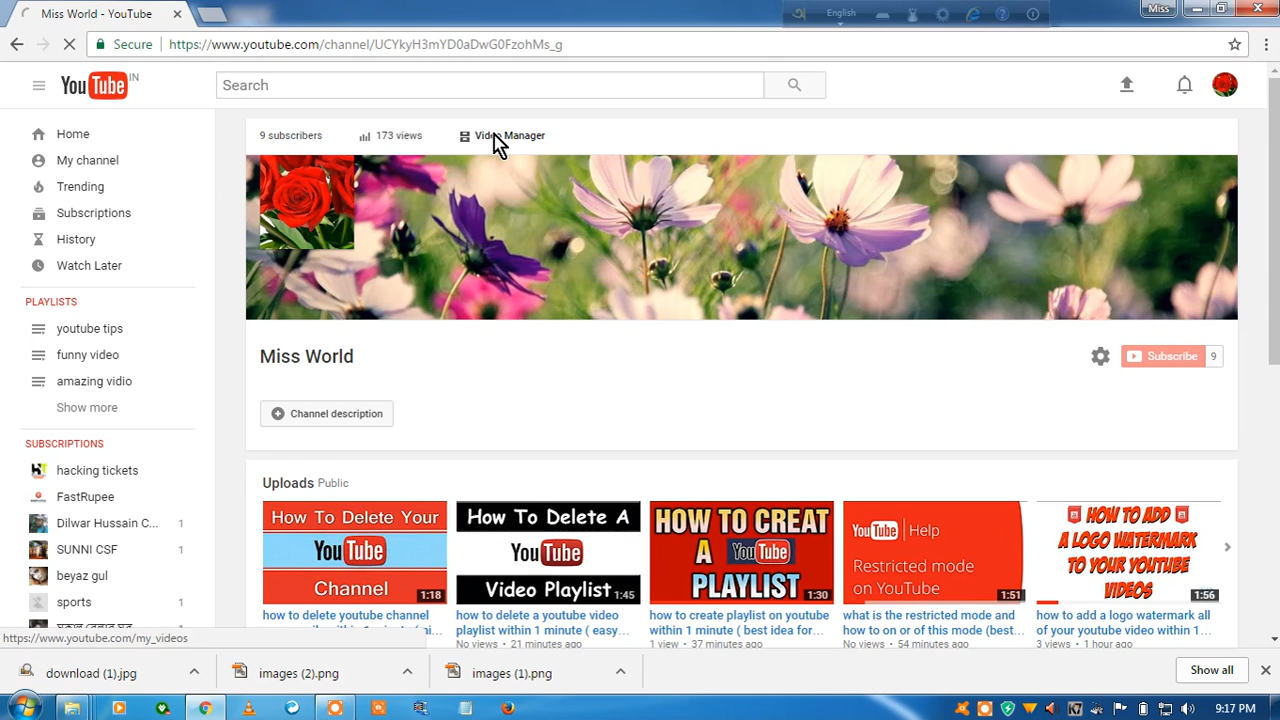 Miss World - YouTube
English
Miss
Secure
https://www.youtube.com/channel/UCYkyH3mYD0aDwG0FzohMs_g
YouTube IN
Search
Home
My channel
Trending
Subscriptions
History
Watch Later
PLAYLISTS
youtube tips
funny video
amazing vidio
Show more
SUBSCRIPTIONS
hacking tickets
FastRupee
Dilwar Hussain C... 1
SUNNI CSF 1
beyaz gul
sports 1
9 subscribers
173 views
Video Manager
Miss World
Subscribe 9
Channel description
Uploads Public
How To Delete Your
YouTube
Channel
1:18
how to delete youtube channel
How To Delete A
YouTube
Video Playlist
1:45
how to delete a youtube video
playlist within 1 minute ( easy...
No views • 21 minutes ago
HOW TO CREAT
A YouTube
PLAYLIST
1:30
how to create playlist on youtube
within 1 minute ( best idea for...
1 view • 37 minutes ago
YouTube Help
Restricted mode
on YouTube
1:51
what is the restricted mode and
how to on or of this mode (best...
No views • 54 minutes ago
HOW TO ADD
A LOGO WATERMARK
TO YOUR YOUTUBE
VIDEOS
1:56
how to add a logo watermark all
of your youtube video within 1...
3 views • 1 hour ago
https://www.youtube.com/my_videos
download (1).jpg
images (2).png
images (1).png
Show all
9:17 PM